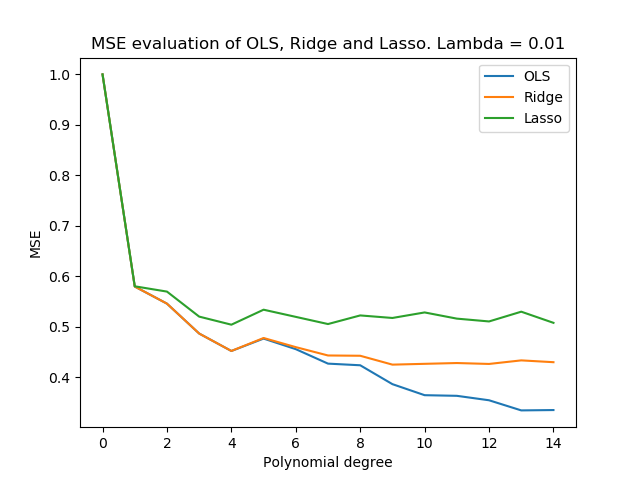 MSE evaluation of OLS, Ridge and Lasso. Lambda = 0.01
OLS
Ridge
Lasso
1.0
0.9
0.8
0.7
0.6
0.5
0.4
MSE
0 2 4 6 8 10 12 14
Polynomial degree